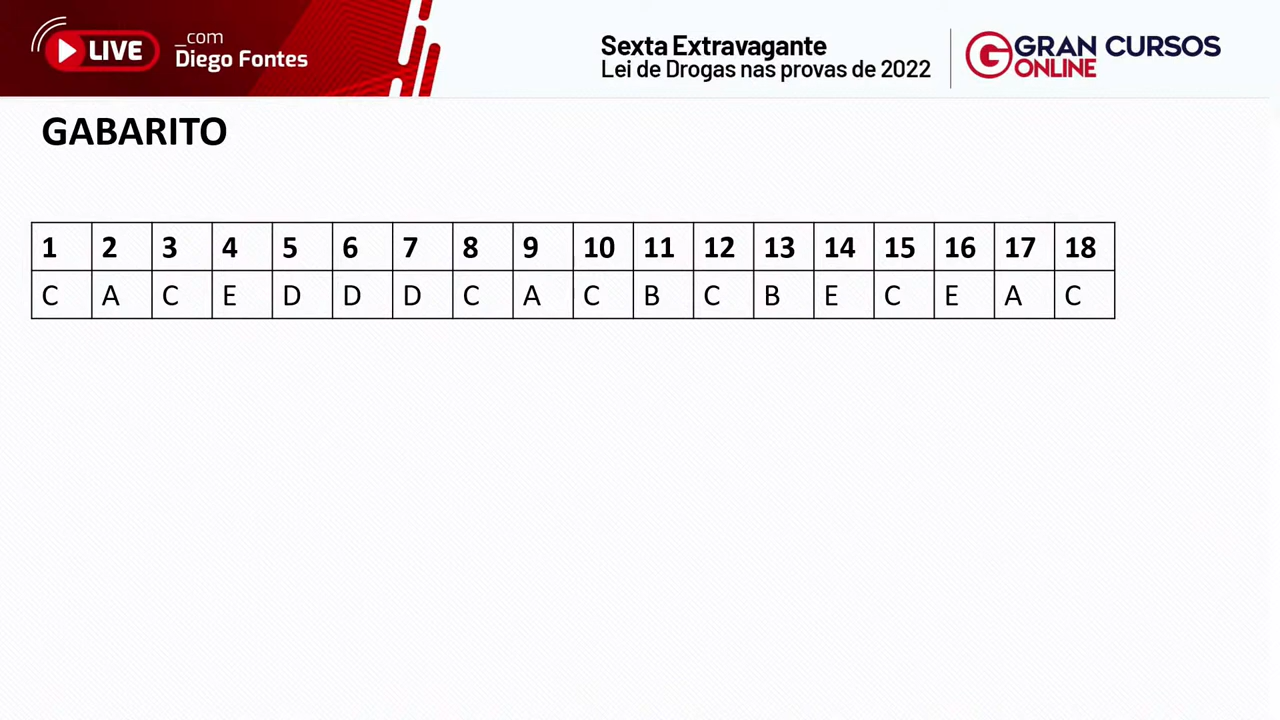 LIVE
_com
Diego Fontes
Sexta Extravagante
Lei de Drogas nas provas de 2022
GRAN CURSOS
ONLINE
GABARITO
1 2 3 4 5 6 7 8 9 10 11 12 13 14 15 16 17 18
C A C E D D D C A C B C B E C E A C